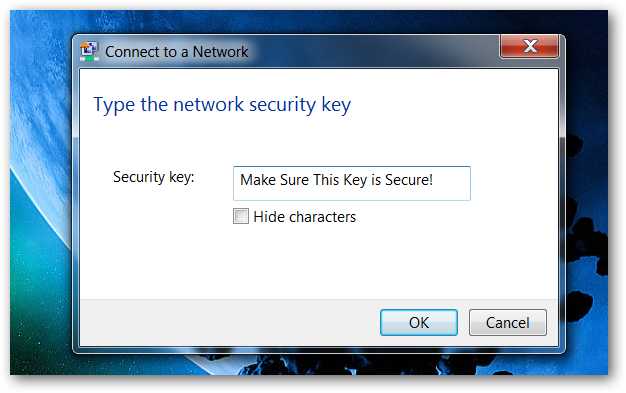 Connect to a Network
Type the network security key
Security key: Make Sure This Key is Secure!
Hide characters
OK Cancel